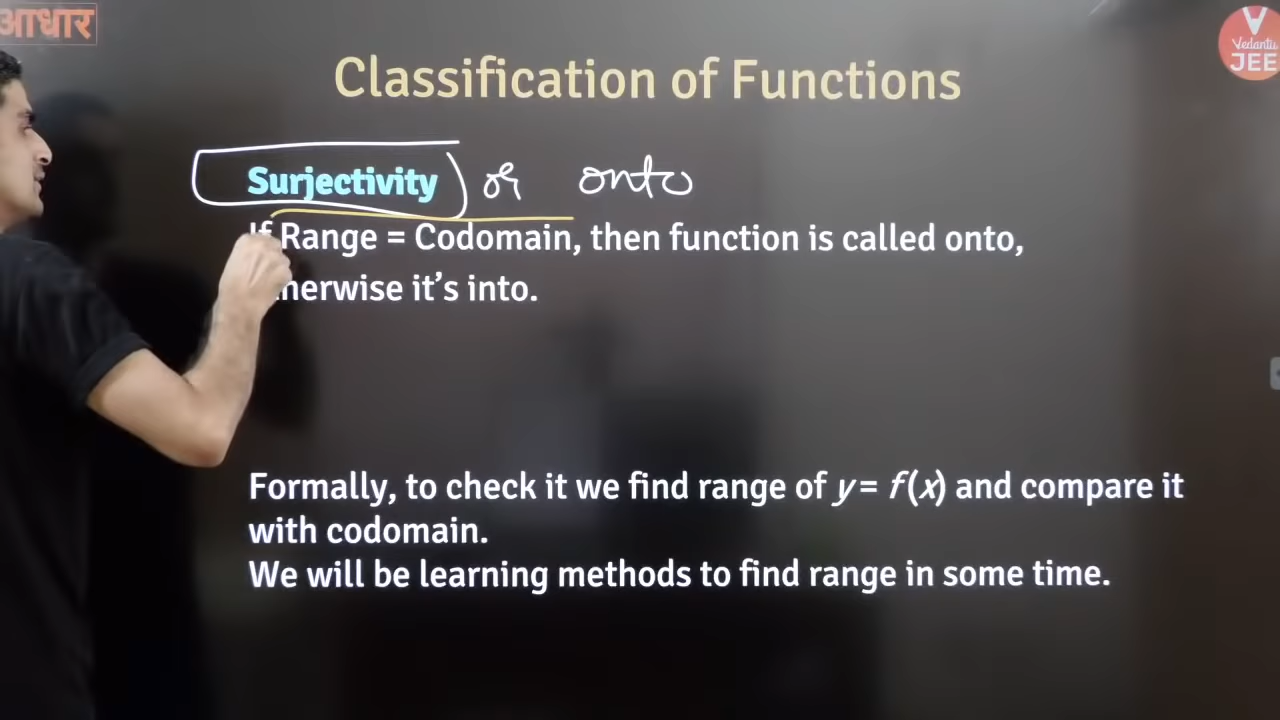 आधार
Vedantu
JEE
Classification of Functions
Surjectivity or onto
If Range = Codomain, then function is called onto,
otherwise it's into.
Formally, to check it we find range of y = f(x) and compare it
with codomain.
We will be learning methods to find range in some time.